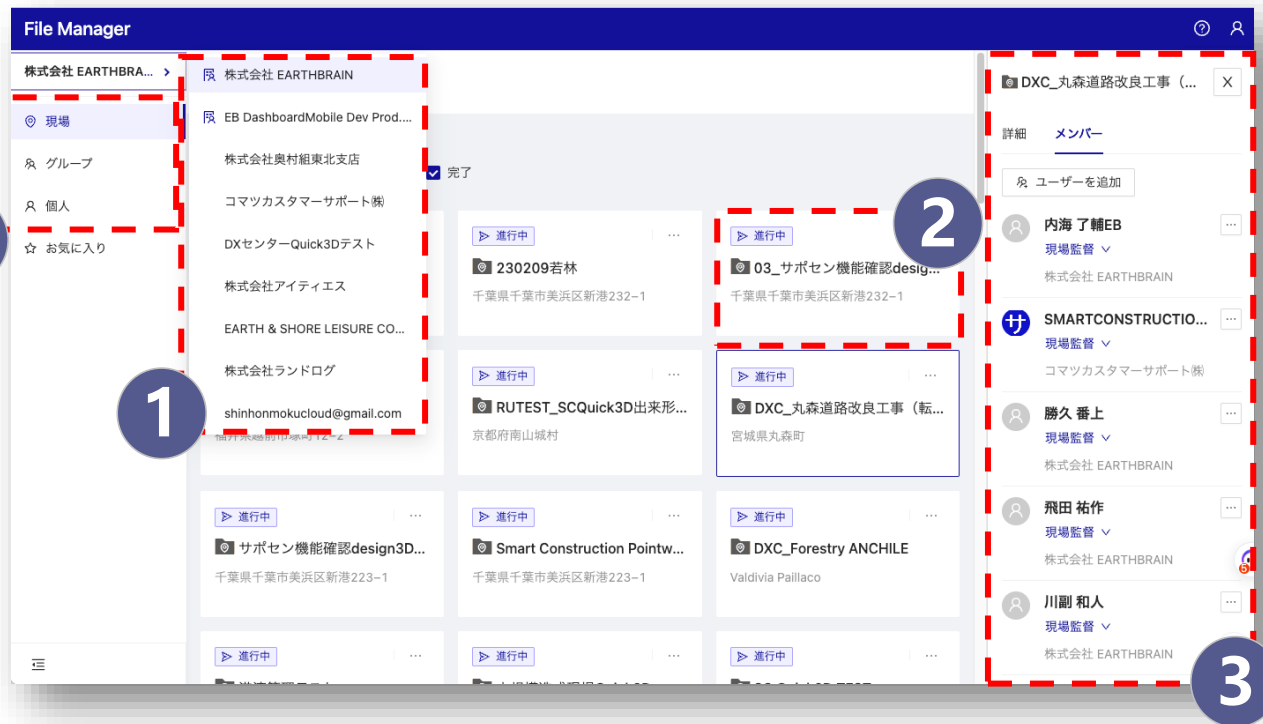 File Manager
株式会社 EARTHBRA...
現場
グループ
個人
お気に入り
株式会社 EARTHBRAIN
EB DashboardMobile Dev Prod....
株式会社奥村組東北支店
コマツカスタマーサポート㈱
DXセンターQuick3Dテスト
株式会社アイティエス
EARTH & SHORE LEISURE CO...
株式会社ランドログ
shinhonmokucloud@gmail.com
1
完了
進行中
230209若林
千葉県千葉市美浜区新港232−1
進行中
03_サポセン機能確認desig...
千葉県千葉市美浜区新港232−1
2
進行中
RUTEST_SCQuick3D出来形...
京都府南山城村
進行中
DXC_丸森道路改良工事（転...
宮城県丸森町
進行中
サポセン機能確認design3D...
千葉県千葉市美浜区新港223−1
進行中
Smart Construction Pointw...
千葉県千葉市美浜区新港223−1
進行中
DXC_Forestry ANCHILE
Valdivia Paillaco
進行中
進行中
進行中
DXC_丸森道路改良工事（...
X
詳細
メンバー
ユーザーを追加
内海 了輔EB
現場監督
株式会社 EARTHBRAIN
サ
SMARTCONSTRUCTIO...
現場監督
コマツカスタマーサポート㈱
勝久 番上
現場監督
株式会社 EARTHBRAIN
飛田 祐作
現場監督
株式会社 EARTHBRAIN
5
川副 和人
現場監督
株式会社 EARTHBRAIN
3